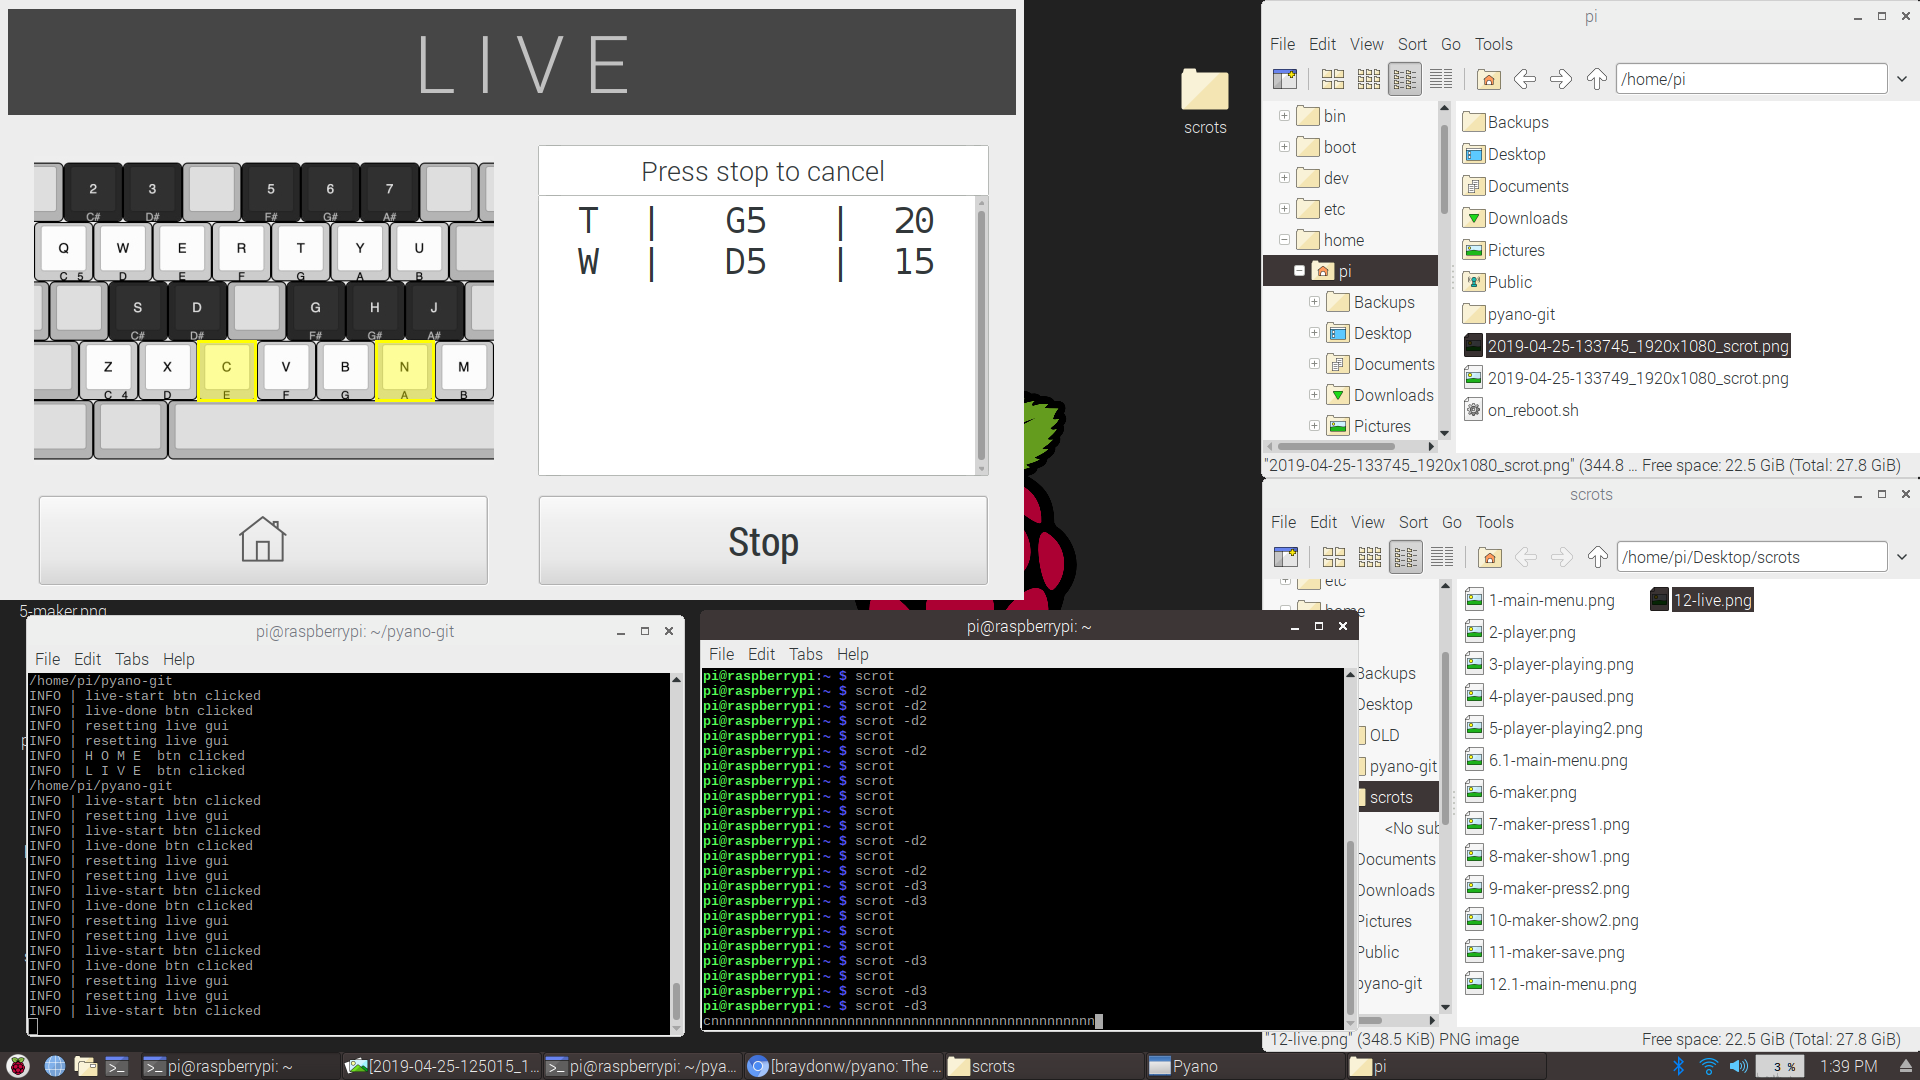 LIVE
2 3 5 6 7
C# D# F# G# A#
Q W E R T Y U
C 5 D E F G A B
S D G H J
C# D# F# G# A#
Z X C V B N M
C 4 D E F G A B
Press stop to cancel
T | G5 | 20
W | D5 | 15
Stop
scrots
pi
File Edit View Sort Go Tools
/home/pi
bin
boot
dev
etc
home
pi
Backups
Desktop
Documents
Downloads
Pictures
Backups
Desktop
Documents
Downloads
Pictures
Public
pyano-git
2019-04-25-133745_1920x1080_scrot.png
2019-04-25-133749_1920x1080_scrot.png
on_reboot.sh
"2019-04-25-133745_1920x1080_scrot.png" (344.8 ... Free space: 22.5 GiB (Total: 27.8 GiB)
scrots
File Edit View Sort Go Tools
/home/pi/Desktop/scrots
etc
home
Backups
Desktop
OLD
pyano-git
scrots
<No sub
Documents
Downloads
Pictures
Public
pyano-git
1-main-menu.png
2-player.png
3-player-playing.png
4-player-paused.png
5-player-playing2.png
6.1-main-menu.png
6-maker.png
7-maker-press1.png
8-maker-show1.png
9-maker-press2.png
10-maker-show2.png
11-maker-save.png
12.1-main-menu.png
12-live.png
"12-live.png" (348.5 KiB) PNG image Free space: 22.5 GiB (Total: 27.8 GiB)
5-maker.png
pi@raspberrypi: ~/pyano-git
File Edit Tabs Help
/home/pi/pyano-git
INFO | live-start btn clicked
INFO | live-done btn clicked
INFO | resetting live gui
INFO | resetting live gui
INFO | H O M E  btn clicked
INFO | L I V E  btn clicked
/home/pi/pyano-git
INFO | live-start btn clicked
INFO | resetting live gui
INFO | live-start btn clicked
INFO | live-done btn clicked
INFO | resetting live gui
INFO | resetting live gui
INFO | live-start btn clicked
INFO | live-done btn clicked
INFO | resetting live gui
INFO | resetting live gui
INFO | live-start btn clicked
INFO | live-done btn clicked
INFO | resetting live gui
INFO | resetting live gui
INFO | live-start btn clicked
pi@raspberrypi: ~
File Edit Tabs Help
pi@raspberrypi:~ $ scrot
pi@raspberrypi:~ $ scrot -d2
pi@raspberrypi:~ $ scrot -d2
pi@raspberrypi:~ $ scrot -d2
pi@raspberrypi:~ $ scrot
pi@raspberrypi:~ $ scrot -d2
pi@raspberrypi:~ $ scrot
pi@raspberrypi:~ $ scrot
pi@raspberrypi:~ $ scrot
pi@raspberrypi:~ $ scrot
pi@raspberrypi:~ $ scrot
pi@raspberrypi:~ $ scrot -d2
pi@raspberrypi:~ $ scrot
pi@raspberrypi:~ $ scrot -d2
pi@raspberrypi:~ $ scrot -d3
pi@raspberrypi:~ $ scrot -d3
pi@raspberrypi:~ $ scrot
pi@raspberrypi:~ $ scrot
pi@raspberrypi:~ $ scrot
pi@raspberrypi:~ $ scrot -d3
pi@raspberrypi:~ $ scrot
pi@raspberrypi:~ $ scrot -d3
pi@raspberrypi:~ $ scrot -d3
cnnnnnnnnnnnnnnnnnnnnnnnnnnnnnnnnnnnnnnnnnnnnnnnn
pi@raspberrypi: ~ [2019-04-25-125015_1... pi@raspberrypi: ~/pya... [braydonw/pyano: The ... scrots Pyano pi 3 % 1:39 PM